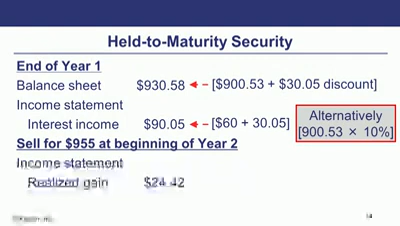 Held-to-Maturity Security
End of Year 1
Balance sheet $930.58 – [$900.53 + $30.05 discount]
Income statement
Interest income $90.05 – [$60 + 30.05]
Alternatively
[900.53 × 10%]
Sell for $955 at beginning of Year 2
Income statement
Realized gain $24.42
14